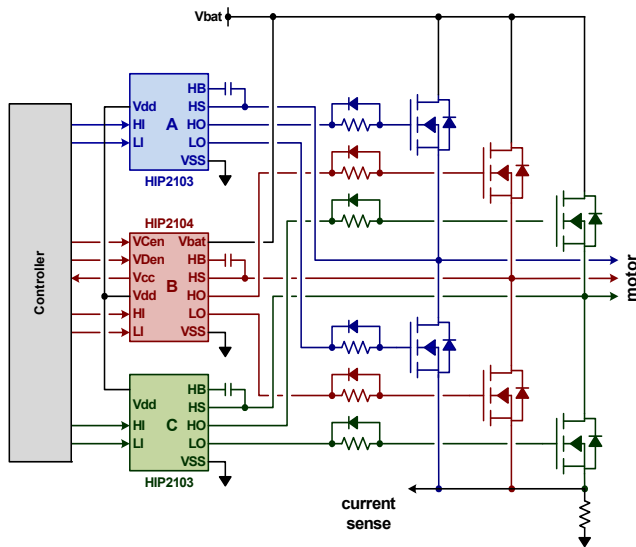 Vbat
Controller
HB
HS
Vdd
HI
A
HO
LI
LO
VSS
HIP2103
HIP2104
VCen
Vbat
VDen
HB
Vcc
HS
B
Vdd
HO
HI
LO
LI
VSS
HB
Vdd
HS
HI
C
HO
LI
LO
VSS
HIP2103
motor
current
sense